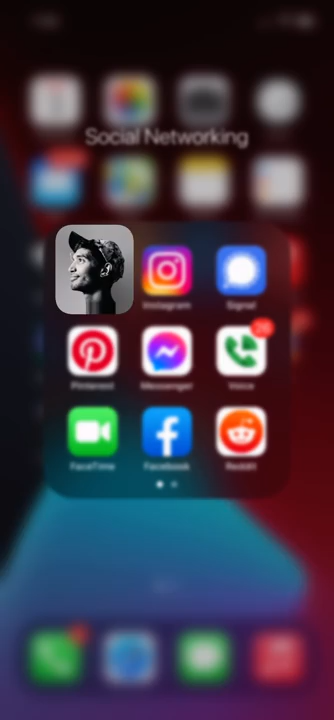 Social Networking
Instagram
Signal
Pinterest
Messenger
Voice
FaceTime
Facebook
Reddit